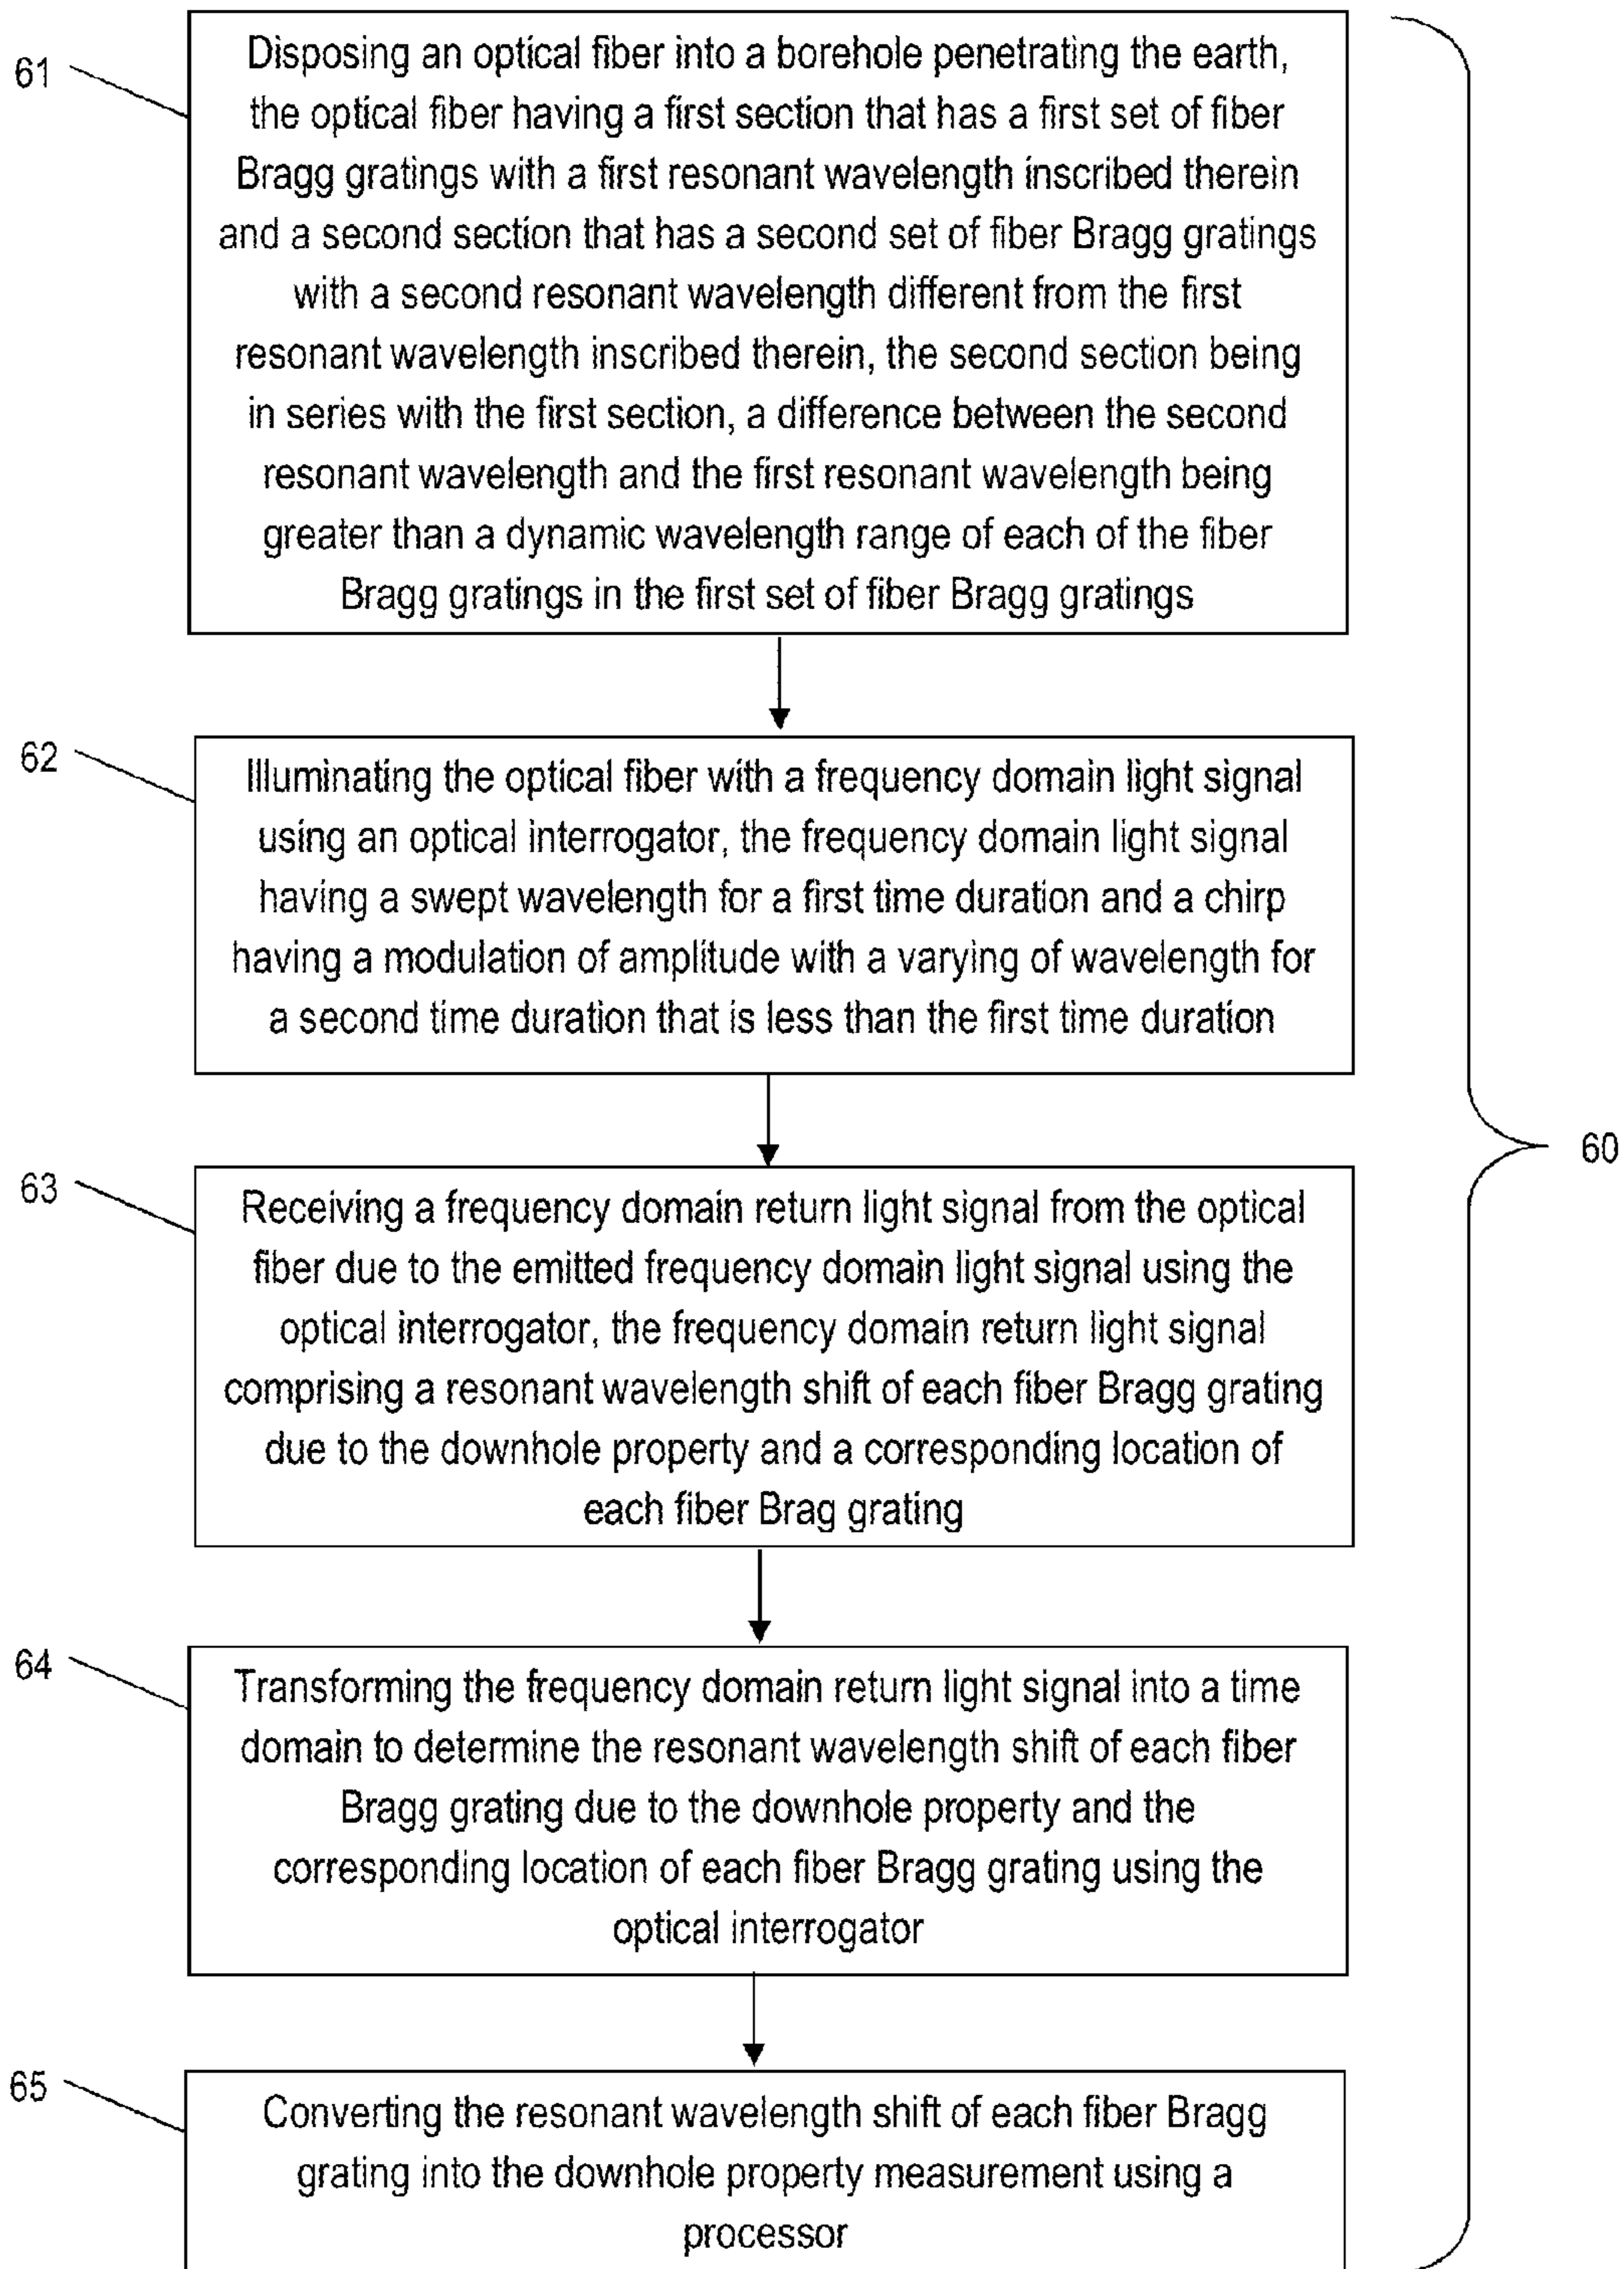 61
Disposing an optical fiber into a borehole penetrating the earth,
the optical fiber having a first section that has a first set of fiber
Bragg gratings with a first resonant wavelength inscribed therein
and a second section that has a second set of fiber Bragg gratings
with a second resonant wavelength different from the first
resonant wavelength inscribed therein, the second section being
in series with the first section, a difference between the second
resonant wavelength and the first resonant wavelength being
greater than a dynamic wavelength range of each of the fiber
Bragg gratings in the first set of fiber Bragg gratings
62
Illuminating the optical fiber with a frequency domain light signal
using an optical interrogator, the frequency domain light signal
having a swept wavelength for a first time duration and a chirp
having a modulation of amplitude with a varying of wavelength for
a second time duration that is less than the first time duration
60
63
Receiving a frequency domain return light signal from the optical
fiber due to the emitted frequency domain light signal using the
optical interrogator, the frequency domain return light signal
comprising a resonant wavelength shift of each fiber Bragg grating
due to the downhole property and a corresponding location of
each fiber Brag grating
64
Transforming the frequency domain return light signal into a time
domain to determine the resonant wavelength shift of each fiber
Bragg grating due to the downhole property and the
corresponding location of each fiber Bragg grating using the
optical interrogator
65
Converting the resonant wavelength shift of each fiber Bragg
grating into the downhole property measurement using a
processor